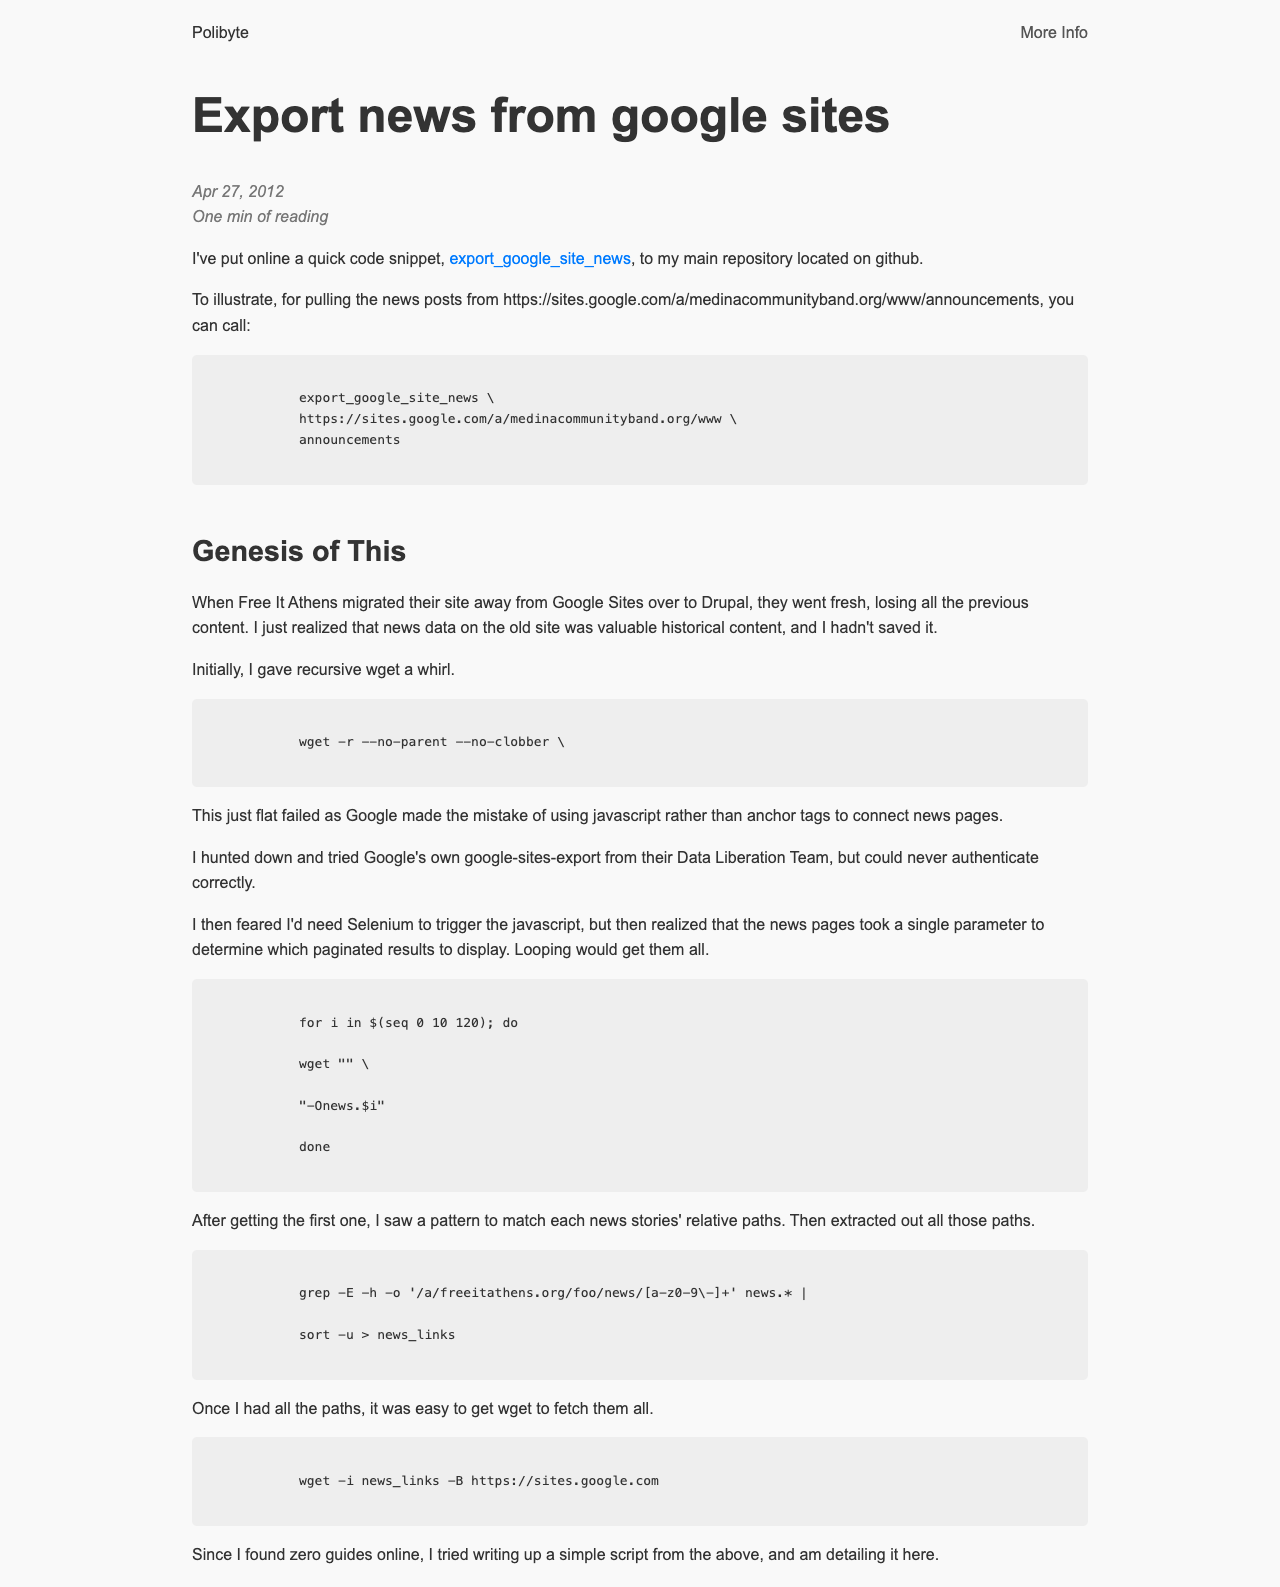 Polibyte
More Info
Export news from google sites
Apr 27, 2012
One min of reading
I've put online a quick code snippet, export_google_site_news, to my main repository located on github.
To illustrate, for pulling the news posts from https://sites.google.com/a/medinacommunityband.org/www/announcements, you
can call:
export_google_site_news \
https://sites.google.com/a/medinacommunityband.org/www \
announcements
Genesis of This
When Free It Athens migrated their site away from Google Sites over to Drupal, they went fresh, losing all the previous
content. I just realized that news data on the old site was valuable historical content, and I hadn't saved it.
Initially, I gave recursive wget a whirl.
wget -r --no-parent --no-clobber \
This just flat failed as Google made the mistake of using javascript rather than anchor tags to connect news pages.
I hunted down and tried Google's own google-sites-export from their Data Liberation Team, but could never authenticate
correctly.
I then feared I'd need Selenium to trigger the javascript, but then realized that the news pages took a single parameter to
determine which paginated results to display. Looping would get them all.
for i in $(seq 0 10 120); do
wget "" \
"-Onews.$i"
done
After getting the first one, I saw a pattern to match each news stories' relative paths. Then extracted out all those paths.
grep -E -h -o '/a/freeitathens.org/foo/news/[a-z0-9\-]+' news.* |
sort -u > news_links
Once I had all the paths, it was easy to get wget to fetch them all.
wget -i news_links -B https://sites.google.com
Since I found zero guides online, I tried writing up a simple script from the above, and am detailing it here.